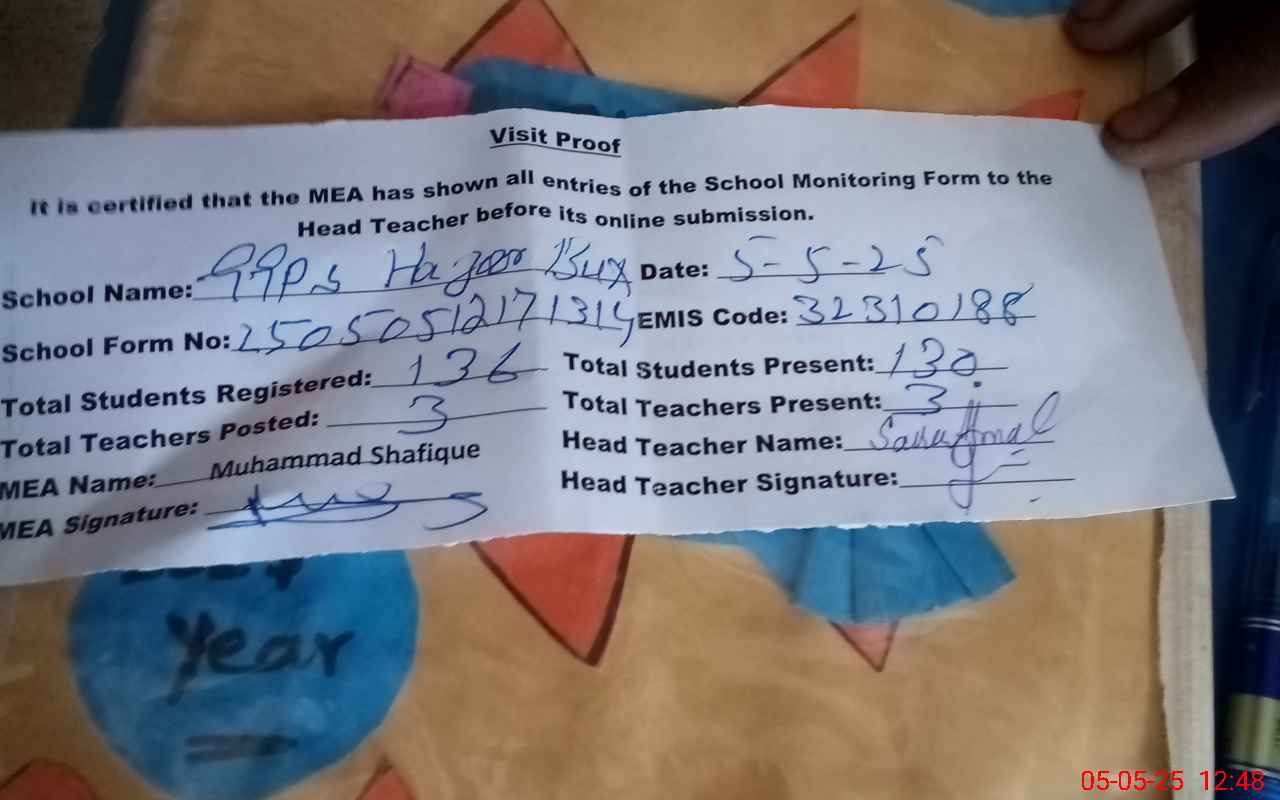 Visit Proof
It is certified that the MEA has shown all entries of the School Monitoring Form to the
Head Teacher before its online submission.
School Name: GGPS Hazoor Bux Date: 5-5-25
School Form No: 25050512171314 EMIS Code: 32310188
Total Students Registered: 136 Total Students Present: 130
Total Teachers Posted: 3 Total Teachers Present: 3
MEA Name: Muhammad Shafique Head Teacher Name:
MEA Signature: Head Teacher Signature:
Year
05-05-25 12:48